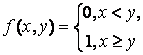 f(x,y) = { 0, x < y,
1, x ≥ y